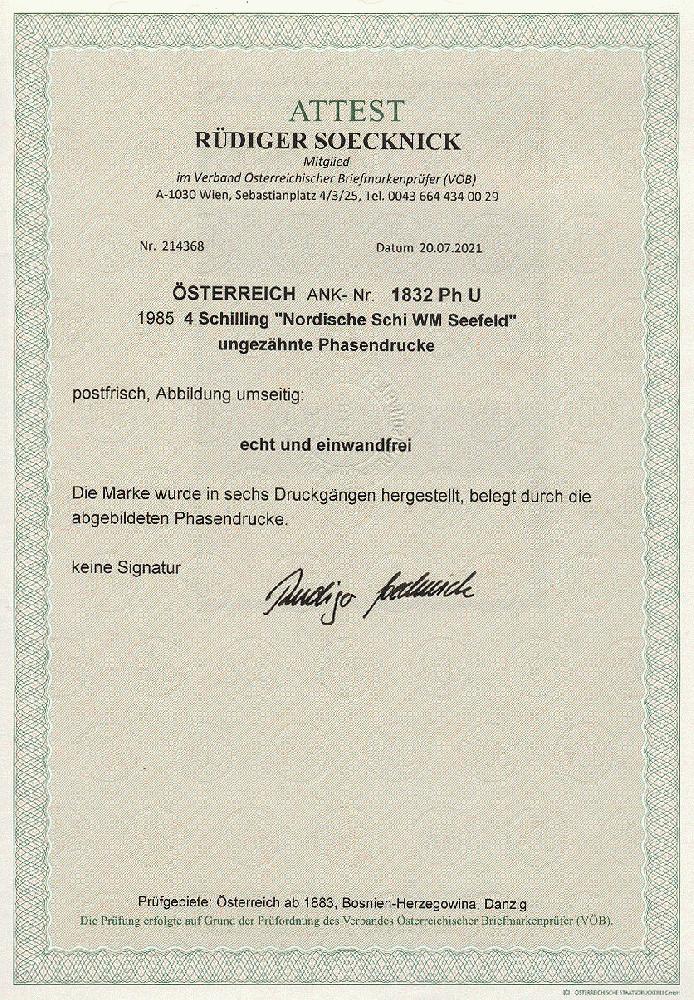 ATTEST
RÜDIGER SOECKNICK
Mitglied
im Verband Österreichischer Briefmarkenprüfer (VÖB)
A-1030 Wien, Sebastianplatz 4/3/25, Tel. 0043 664 434 00 29
Nr. 214368 Datum 20.07.2021
ÖSTERREICH ANK- Nr. 1832 Ph U
1985 4 Schilling "Nordische Schi WM Seefeld"
ungezähnte Phasendrucke
postfrisch, Abbildung umseitig:
echt und einwandfrei
Die Marke wurde in sechs Druckgängen hergestellt, belegt durch die
abgebildeten Phasendrucke.
keine Signatur
Prüfgebiete: Österreich ab 1883, Bosnien-Herzegowina, Danzig
Die Prüfung erfolgte auf Grund der Prüfordnung des Verbandes Österreichischer Briefmarkenprüfer (VÖB).
(C) ÖSTERREICHISCHE STAATSDRUCKEREI GmbH